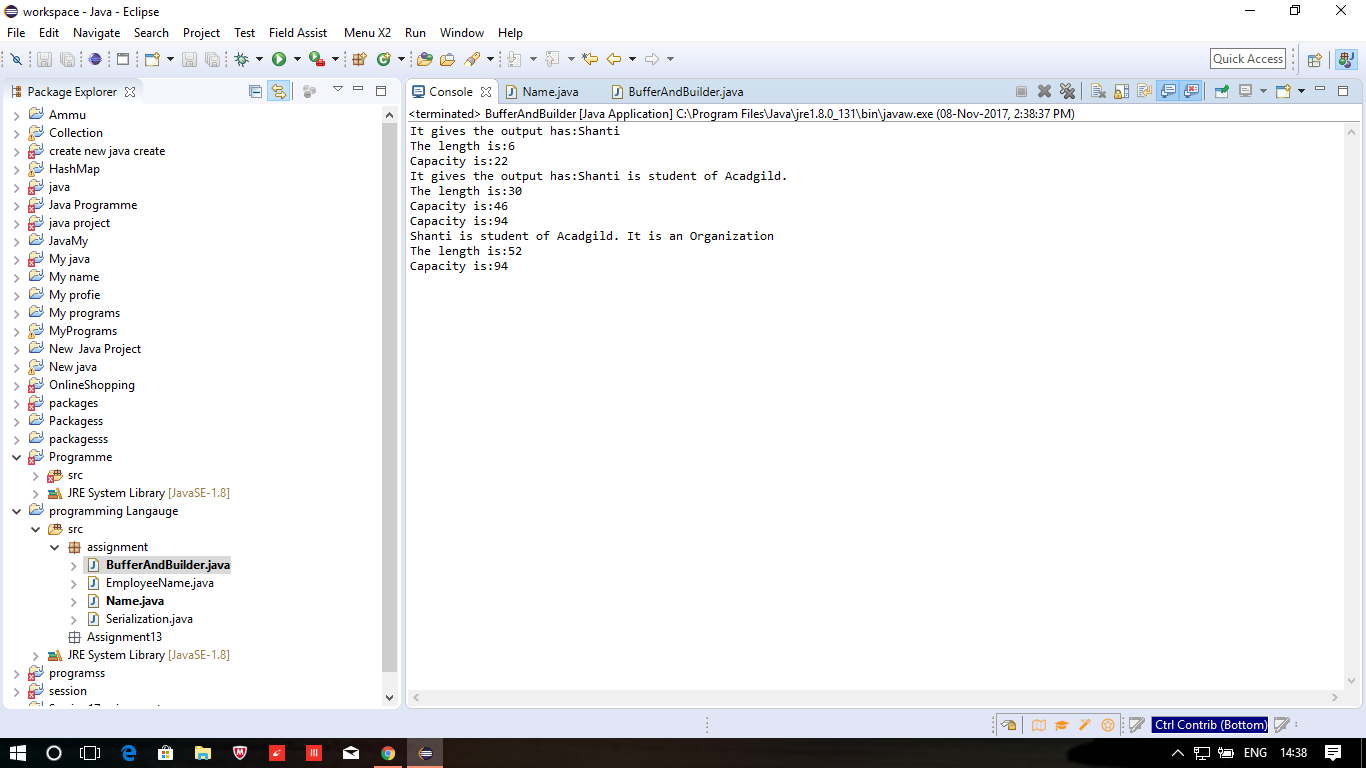 workspace - Java - Eclipse
File Edit Navigate Search Project Test Field Assist Menu X2 Run Window Help
Quick Access
Package Explorer
Ammu
Collection
create new java create
HashMap
java
Java Programme
java project
JavaMy
My java
My name
My profie
My programs
MyPrograms
New Java Project
New java
OnlineShopping
packages
Packagess
packagesss
Programme
src
JRE System Library [JavaSE-1.8]
programming Langauge
src
assignment
BufferAndBuilder.java
EmployeeName.java
Name.java
Serialization.java
Assignment13
JRE System Library [JavaSE-1.8]
programss
session
Console Name.java BufferAndBuilder.java
<terminated> BufferAndBuilder [Java Application] C:\Program Files\Java\jre1.8.0_131\bin\javaw.exe (08-Nov-2017, 2:38:37 PM)
It gives the output has:Shanti
The length is:6
Capacity is:22
It gives the output has:Shanti is student of Acadgild.
The length is:30
Capacity is:46
Capacity is:94
Shanti is student of Acadgild. It is an Organization
The length is:52
Capacity is:94
Ctrl Contrib (Bottom)
ENG 14:38